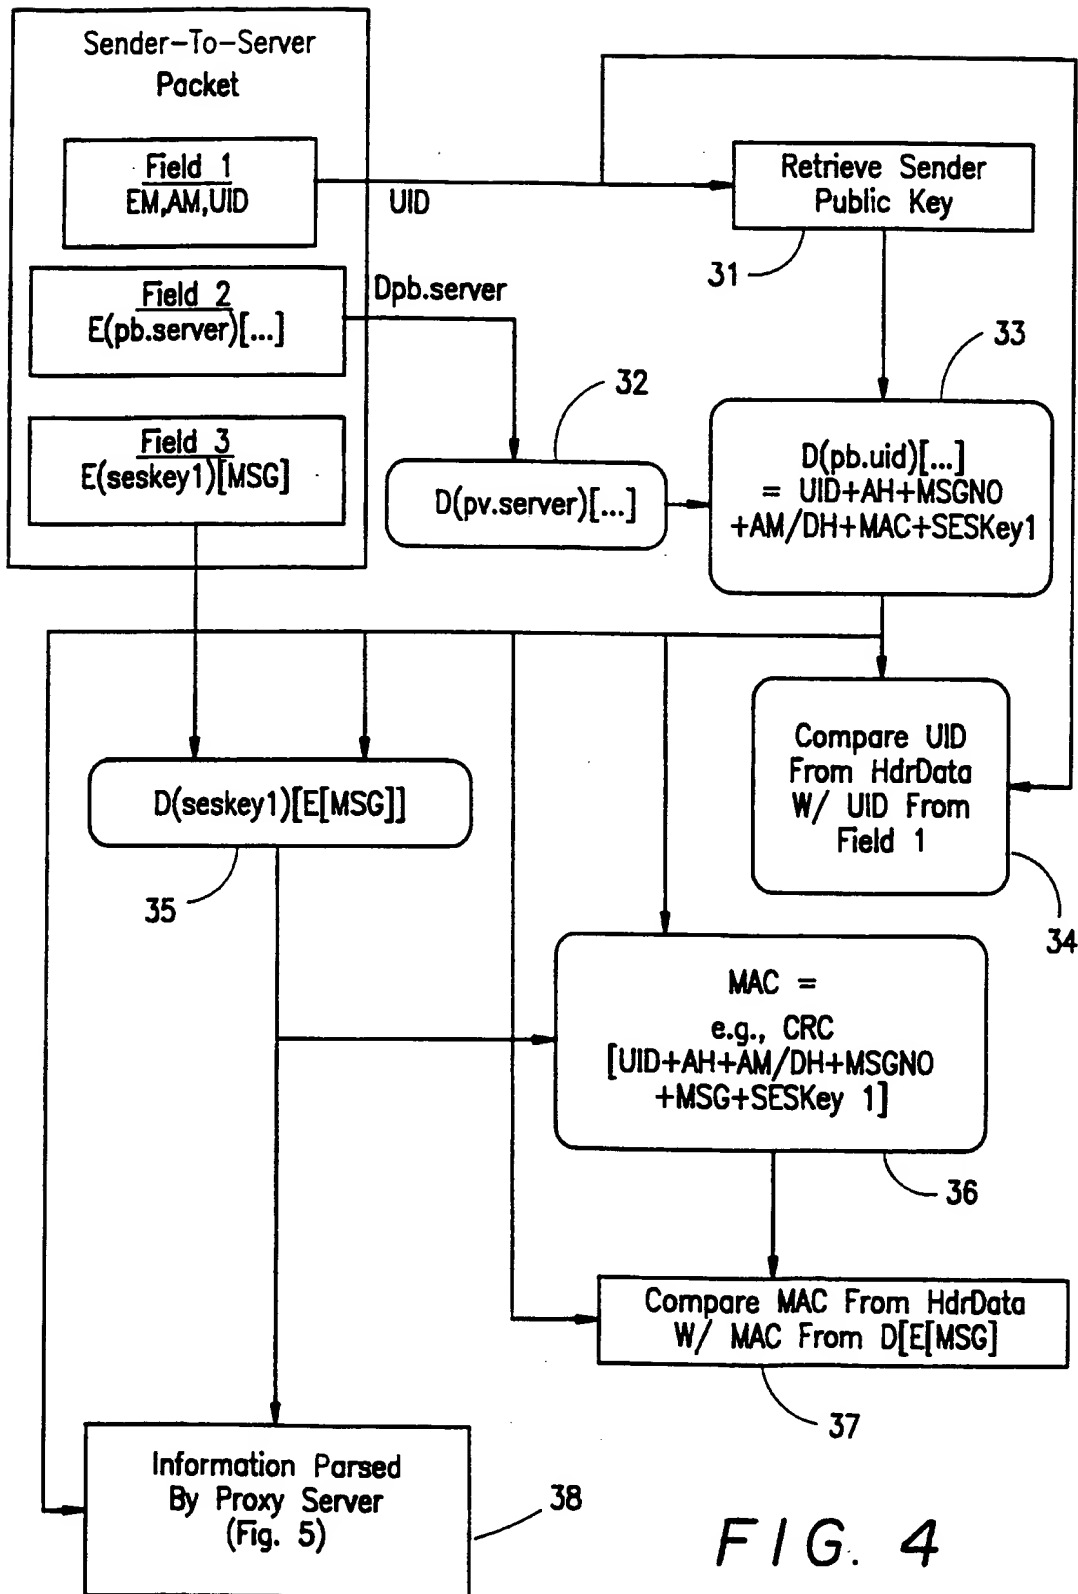 Sender-To-Server
Packet
Field 1
EM,AM,UID
UID
Retrieve Sender
Public Key
31
Field 2
E(pb.server)[...]
Dpb.server
33
32
Field 3
E(seskey1)[MSG]
D(pv.server)[...]
D(pb.uid)[...]
= UID+AH+MSGNO
+AM/DH+MAC+SESKey1
Compare UID
From HdrData
W/ UID From
Field 1
34
D(seskey1)[E[MSG]]
35
MAC =
e.g., CRC
[UID+AH+AM/DH+MSGNO
+MSG+SESKey 1]
36
Compare MAC From HdrData
W/ MAC From D[E[MSG]
37
Information Parsed
By Proxy Server
(Fig. 5)
38
FIG. 4